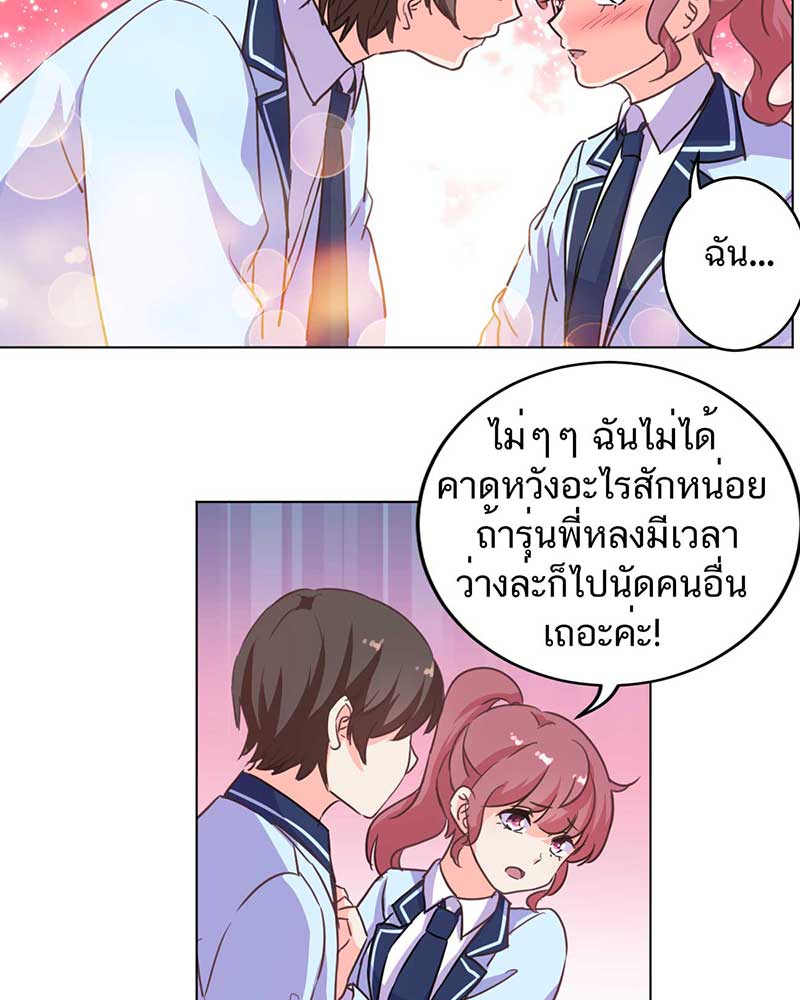 ฉัน...
ไม่ๆๆ ฉันไม่ได้
คาดหวังอะไรสักหน่อย
ถ้ารุ่นพี่หลงมีเวลา
ว่างล่ะก็ไปนัดคนอื่น
เถอะค่ะ!